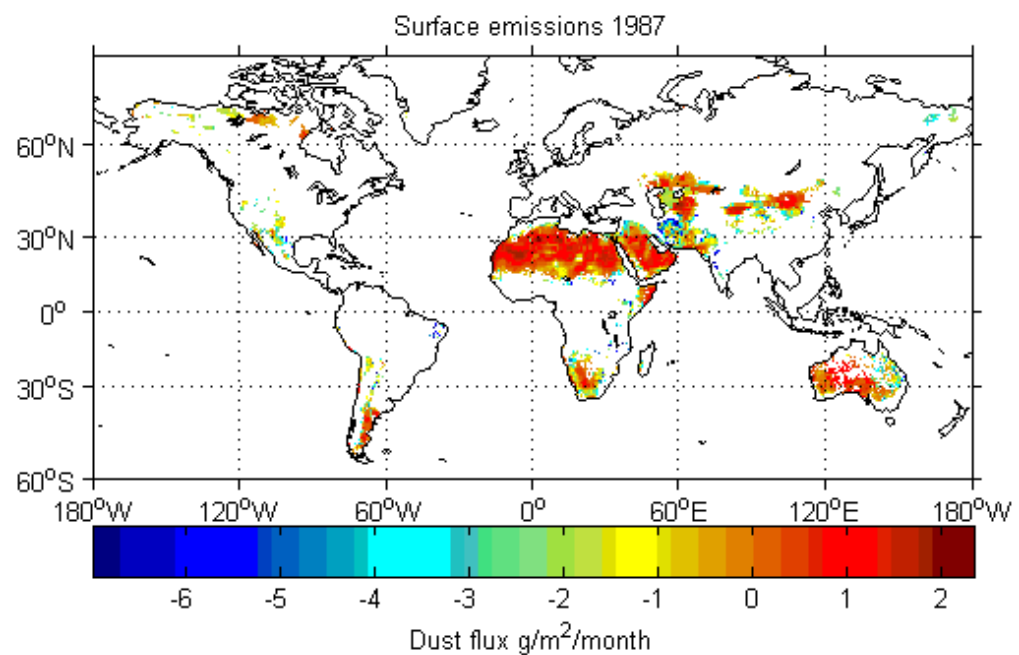 Surface emissions 1987
60°N
30°N
0°
30°S
60°S
180°W 120°W 60°W 0° 60°E 120°E 180°W
-6 -5 -4 -3 -2 -1 0 1 2
Dust flux g/m²/month